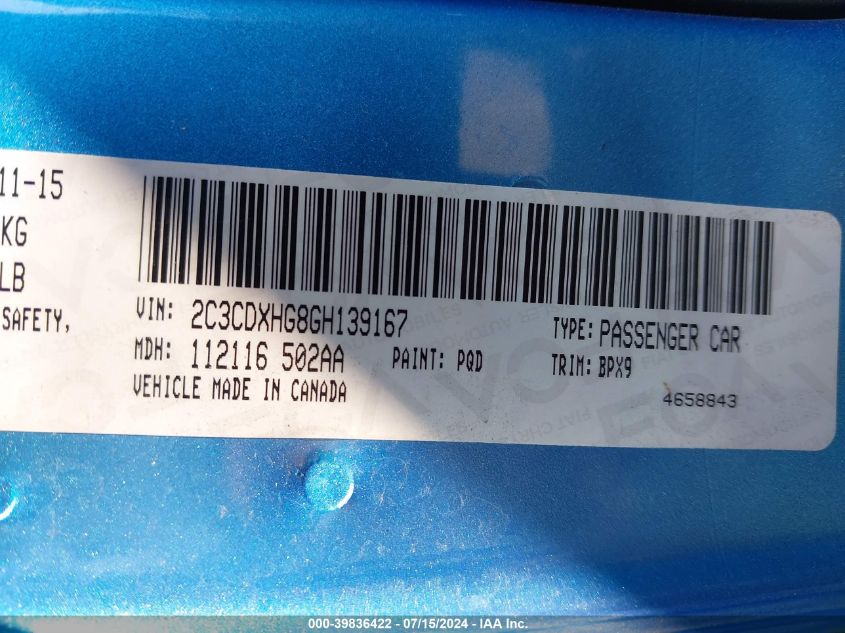 11-15
KG
LB
SAFETY,
VIN: 2C3CDXHG8GH139167 TYPE: PASSENGER CAR
MDH: 112116 502AA PAINT: PQD TRIM: BPX9
VEHICLE MADE IN CANADA 4658843
000-39836422 - 07/15/2024 - IAA Inc.